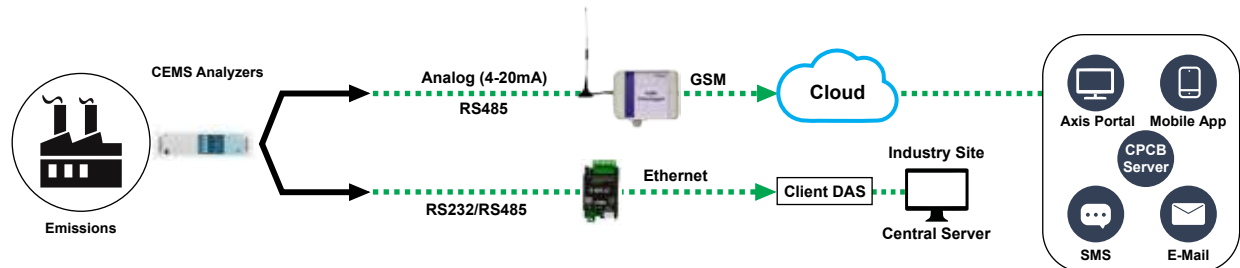 CEMS Analyzers
Emissions
Analog (4-20mA)
RS485
GSM
Cloud
RS232/RS485
Ethernet
Client DAS
Industry Site
Central Server
Axis Portal
Mobile App
CPCB
Server
SMS
E-Mail